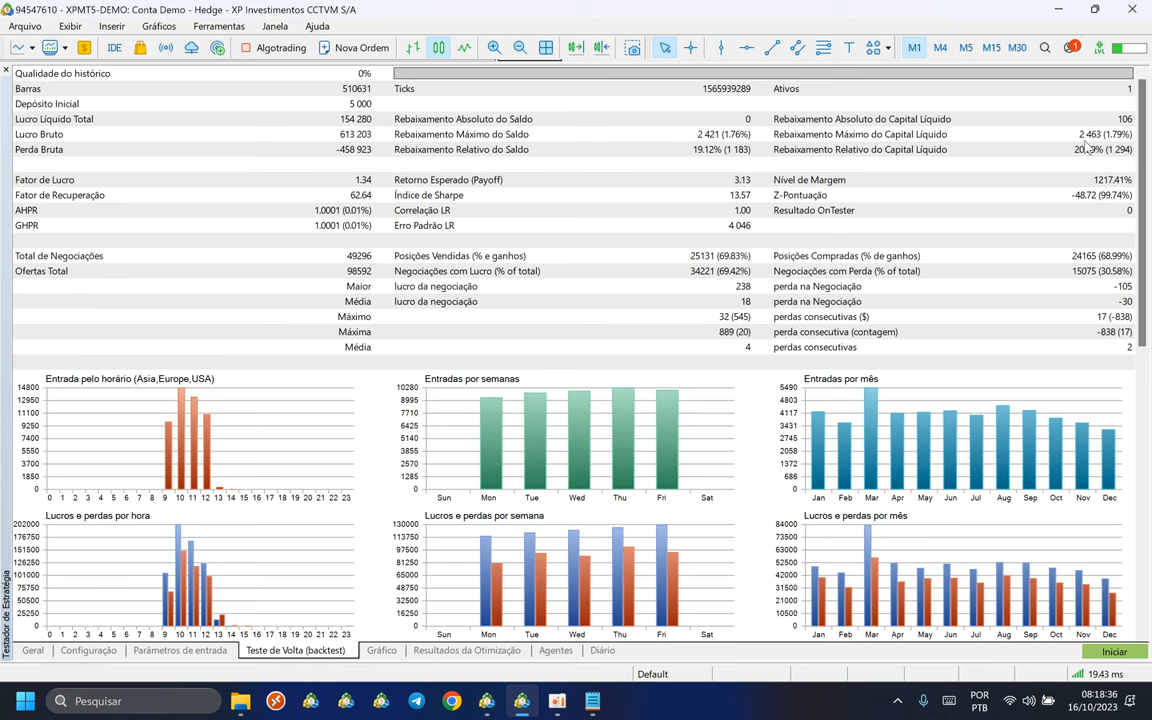 94547610 - XPMT5-DEMO: Conta Demo - Hedge - XP Investimentos CCTVM S/A
Arquivo Exibir Inserir Gráficos Ferramentas Janela Ajuda
IDE Algotrading Nova Ordem M1 M4 M5 M15 M30 1 LVL
Qualidade do histórico 0%
Barras 510631 Ticks 1565939289 Ativos 1
Depósito Inicial 5 000
Lucro Líquido Total 154 280 Rebaixamento Absoluto do Saldo 0 Rebaixamento Absoluto do Capital Líquido 106
Lucro Bruto 613 203 Rebaixamento Máximo do Saldo 2 421 (1.76%) Rebaixamento Máximo do Capital Líquido 2 463 (1.79%)
Perda Bruta -458 923 Rebaixamento Relativo do Saldo 19.12% (1 183) Rebaixamento Relativo do Capital Líquido (1 294)
Fator de Lucro 1.34 Retorno Esperado (Payoff) 3.13 Nível de Margem 1217.41%
Fator de Recuperação 62.64 Índice de Sharpe 13.57 Z-Pontuação -48.72 (99.74%)
AHPR 1.0001 (0.01%) Correlação LR 1.00 Resultado OnTester 0
GHPR 1.0001 (0.01%) Erro Padrão LR 4 046
Total de Negociações 49296 Posições Vendidas (% e ganhos) 25131 (69.83%) Posições Compradas (% de ganhos) 24165 (68.99%)
Ofertas Total 98592 Negociações com Lucro (% of total) 34221 (69.42%) Negociações com Perda (% of total) 15075 (30.58%)
Maior lucro da negociação 238 perda na Negociação -105
Média lucro da negociação 18 perda na Negociação -30
Máximo 32 (545) perdas consecutivas ($) 17 (-838)
Máxima 889 (20) perda consecutiva (contagem) -838 (17)
Média 4 perdas consecutivas 2
Entrada pelo horário (Asia,Europe,USA) Entradas por semanas Entradas por mês
14800 10280 5490
12950 8995 4803
11100 7710 4117
9250 6425 3431
7400 5140 2745
5550 3855 2058
3700 2570 1372
1850 1285 686
0 0 0
0 1 2 3 4 5 6 7 8 9 10 11 12 13 14 15 16 17 18 19 20 21 22 23 Sun Mon Tue Wed Thu Fri Sat Jan Feb Mar Apr May Jun Jul Aug Sep Oct Nov Dec
Lucros e perdas por hora Lucros e perdas por semana Lucros e perdas por mês
202000 130000 84000
176750 113750 73500
151500 97500 63000
126250 81250 52500
101000 65000 42000
75750 48750 31500
50500 32500 21000
25250 16250 10500
0 0 0
0 1 2 3 4 5 6 7 8 9 10 11 12 13 14 15 16 17 18 19 20 21 22 23 Sun Mon Tue Wed Thu Fri Sat Jan Feb Mar Apr May Jun Jul Aug Sep Oct Nov Dec
Testador de Estratégia
Geral Configuração Parâmetros de entrada Teste de Volta (backtest) Gráfico Resultados da Otimização Agentes Diário Iniciar
Default 19.43 ms
Pesquisar POR 08:18:36
PTB 16/10/2023